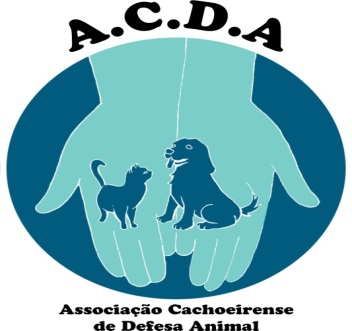 A.C.D.A
Associação Cachoeirense
de Defesa Animal